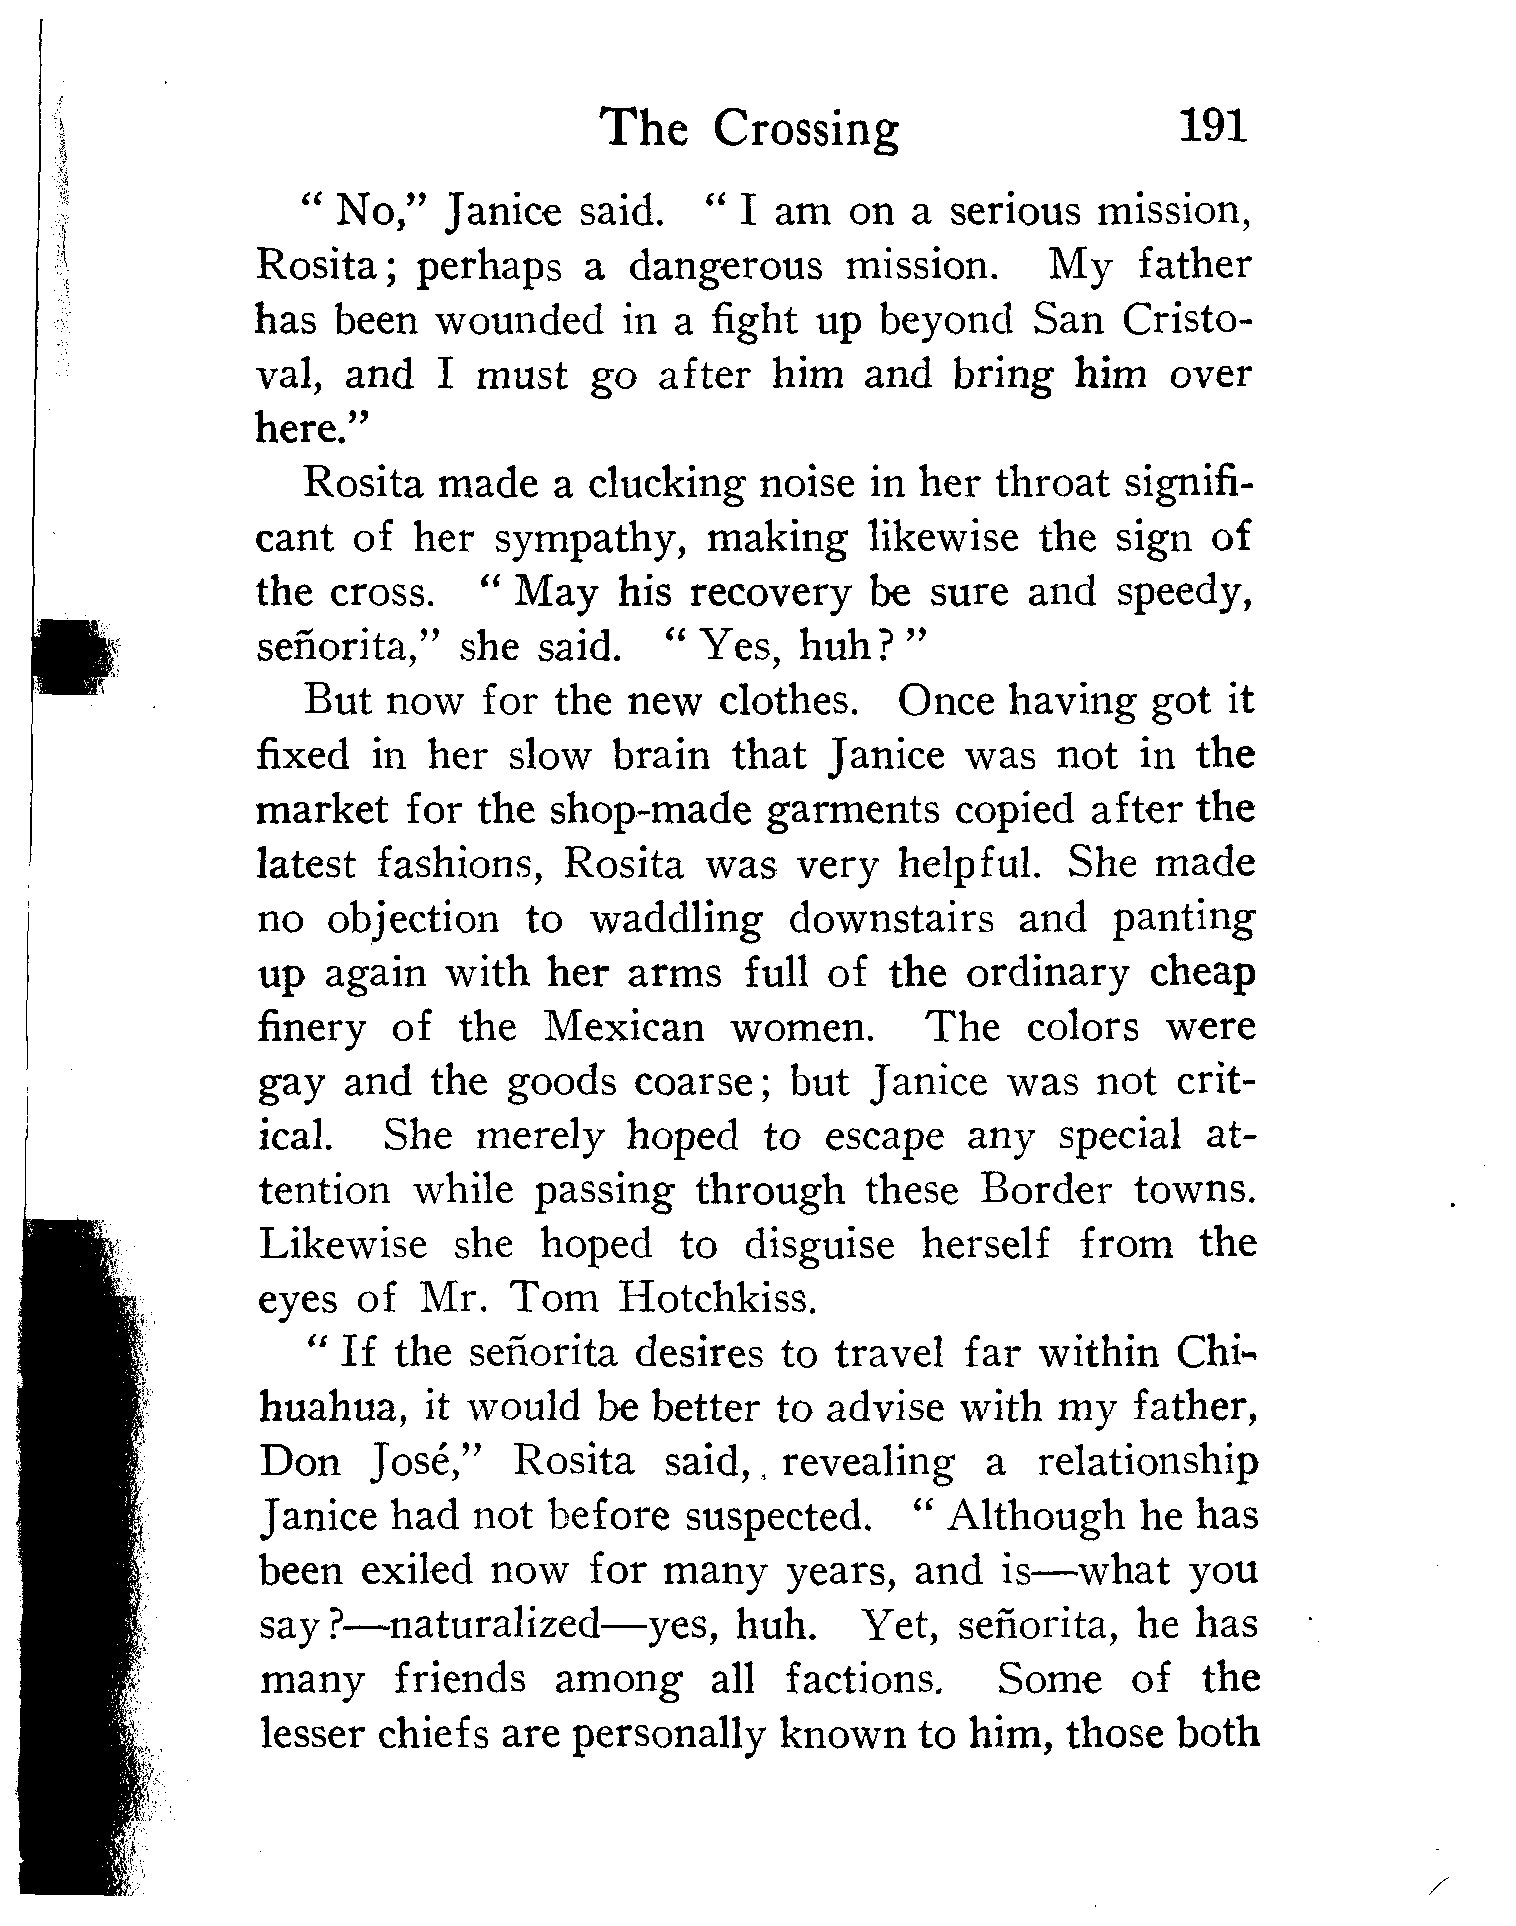 The Crossing 191
“ No,” Janice said. “ I am on a serious mission,
Rosita; perhaps a dangerous mission. My father
has been wounded in a fight up beyond San Cristo-
val, and I must go after him and bring him over
here.”
Rosita made a clucking noise in her throat signifi-
cant of her sympathy, making likewise the sign of
the cross. “ May his recovery be sure and speedy,
señorita,” she said. “ Yes, huh? ”
But now for the new clothes. Once having got it
fixed in her slow brain that Janice was not in the
market for the shop-made garments copied after the
latest fashions, Rosita was very helpful. She made
no objection to waddling downstairs and panting
up again with her arms full of the ordinary cheap
finery of the Mexican women. The colors were
gay and the goods coarse; but Janice was not crit-
ical. She merely hoped to escape any special at-
tention while passing through these Border towns.
Likewise she hoped to disguise herself from the
eyes of Mr. Tom Hotchkiss.
“ If the señorita desires to travel far within Chi-
huahua, it would be better to advise with my father,
Don José,” Rosita said, revealing a relationship
Janice had not before suspected. “ Although he has
been exiled now for many years, and is—what you
say?—naturalized—yes, huh. Yet, señorita, he has
many friends among all factions. Some of the
lesser chiefs are personally known to him, those both